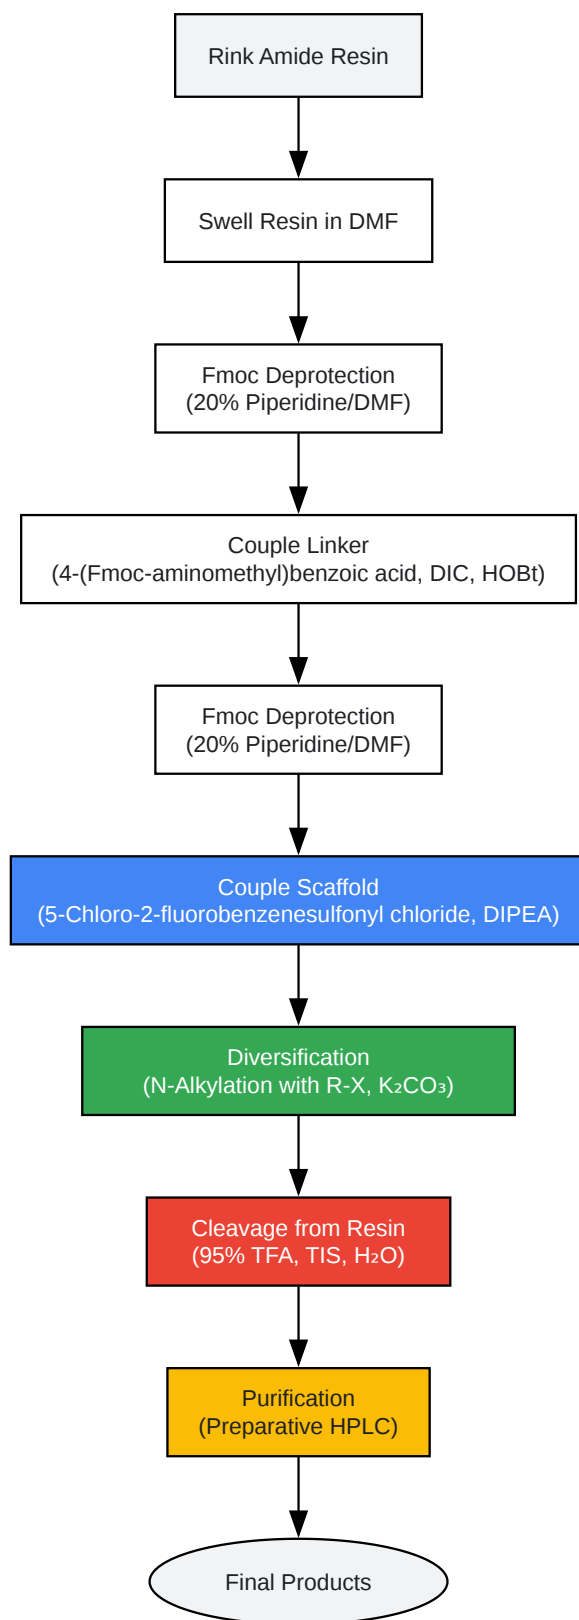 Rink Amide Resin
Swell Resin in DMF
Fmoc Deprotection
(20% Piperidine/DMF)
Couple Linker
(4-(Fmoc-aminomethyl)benzoic acid, DIC, HOBt)
Fmoc Deprotection
(20% Piperidine/DMF)
Couple Scaffold
(5-Chloro-2-fluorobenzenesulfonyl chloride, DIPEA)
Diversification
(N-Alkylation with R-X, K₂CO₃)
Cleavage from Resin
(95% TFA, TIS, H₂O)
Purification
(Preparative HPLC)
Final Products